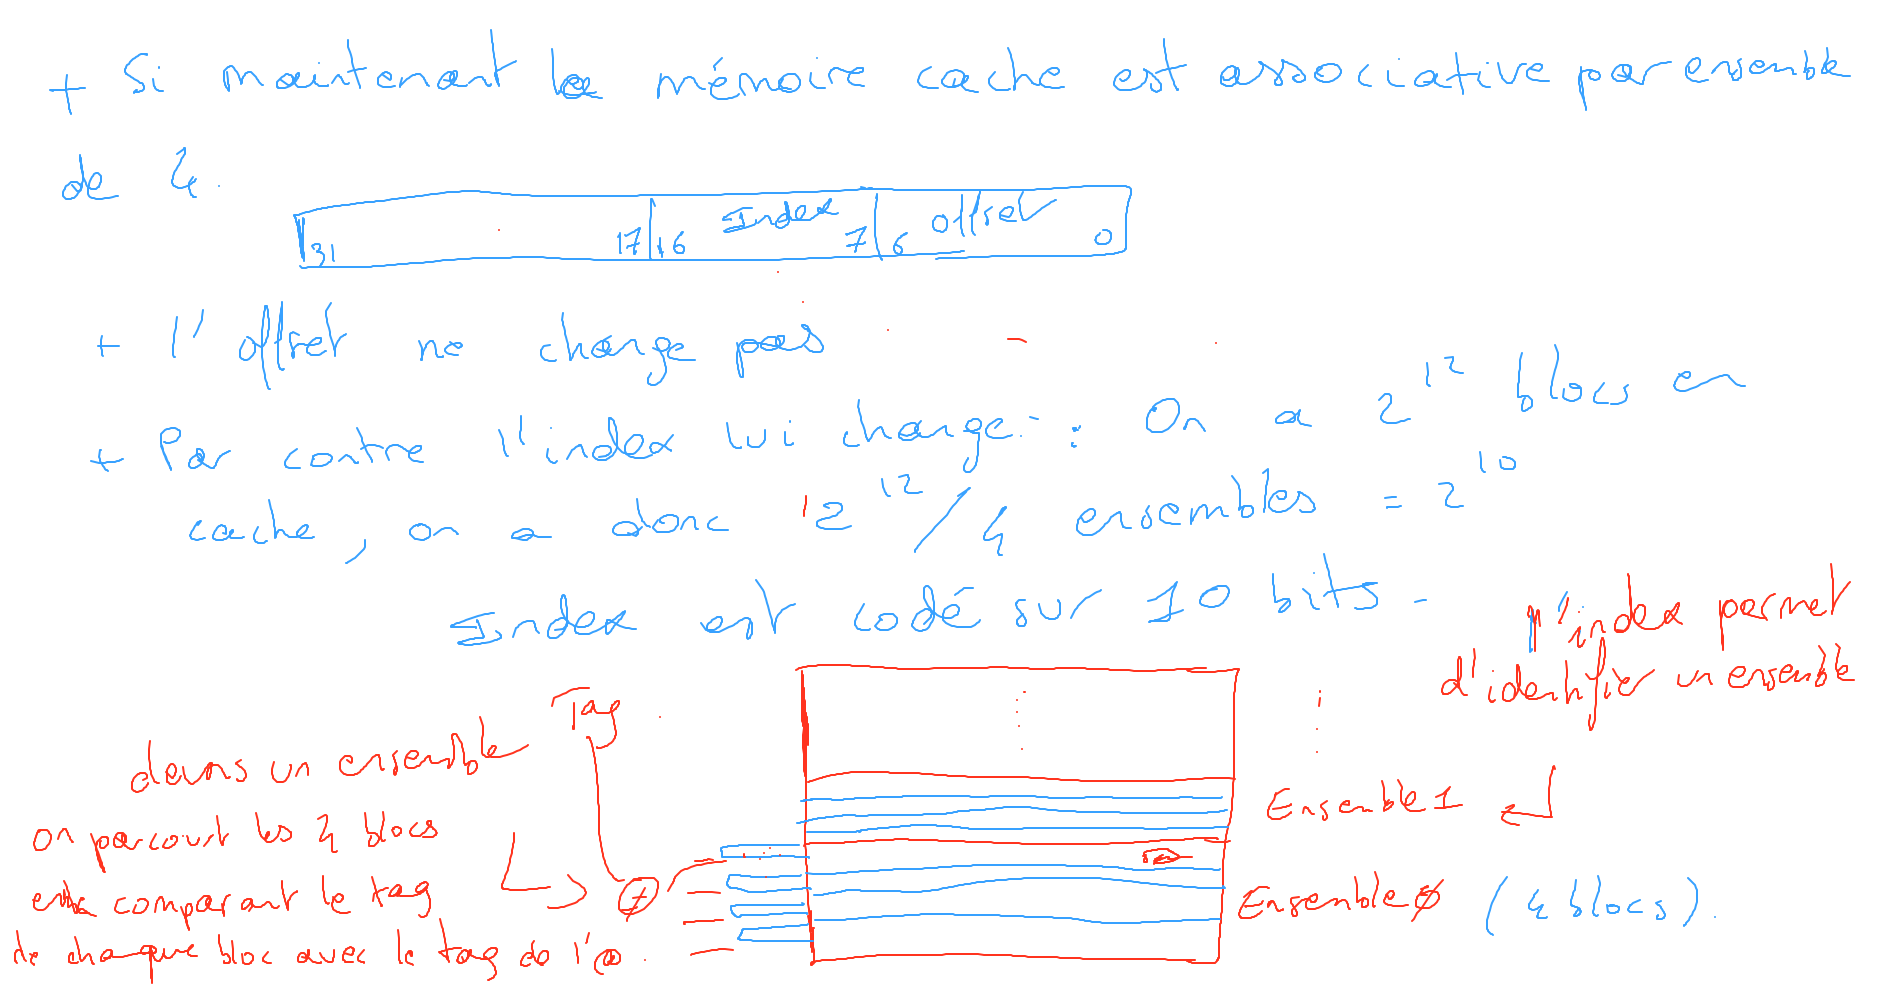 + Si maintenant la mémoire cache est associative par ensemble
de 4.
31 17 16 Index 7 6 offset 0
+ l'offset ne change pas
+ Par contre l'index lui change : On a 2^12 blocs en
cache, on a donc 2^12 / 4 ensembles = 2^10
Index est codé sur 10 bits.
l'index permet
d'identifier un ensemble
Tag
dans un ensemble
on parcourt les 4 blocs
en comparant le tag
de chaque bloc avec le tag de l'@.
Ensemble 1
Ensemble 0 (4 blocs).